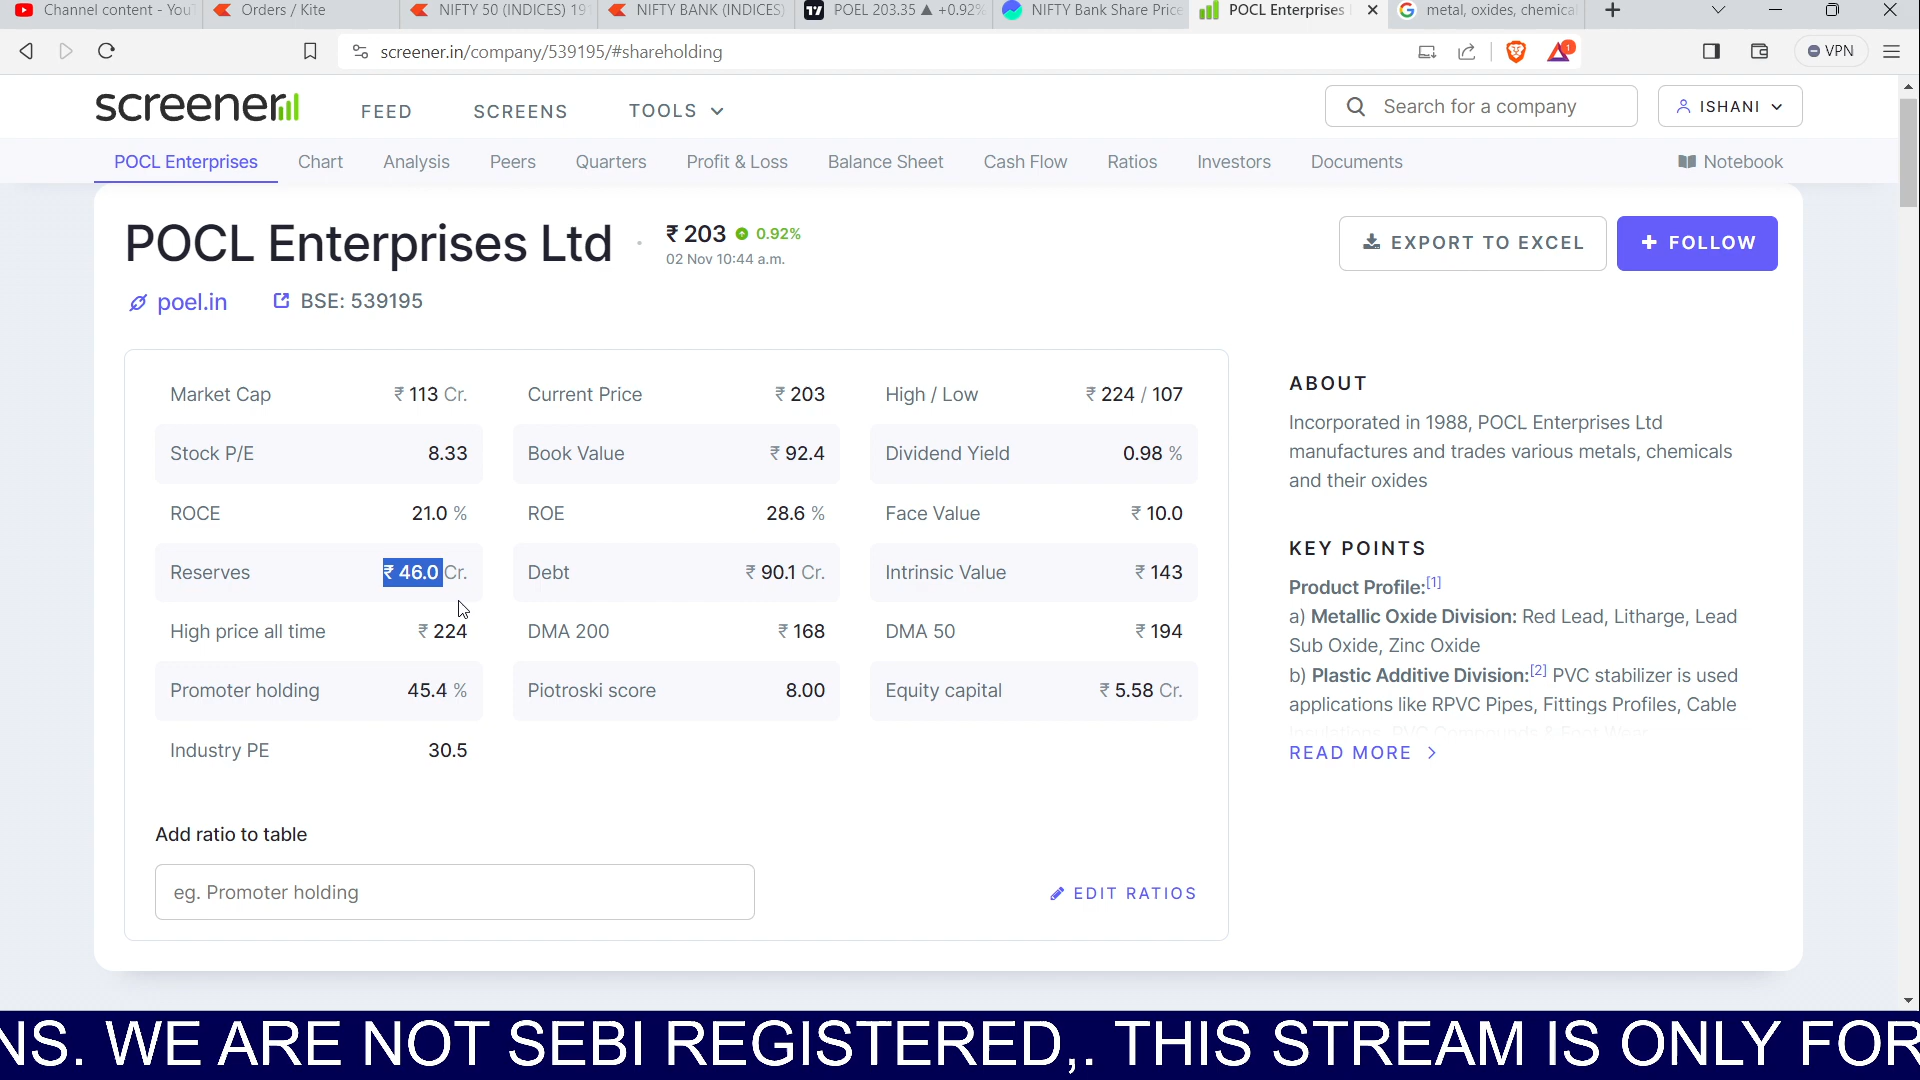 Channel content - You
Orders / Kite
NIFTY 50 (INDICES) 19
NIFTY BANK (INDICES)
POEL 203.35 ▲ +0.92%
NIFTY Bank Share Price
POCL Enterprises
metal, oxides, chemical
screener.in/company/539195/#shareholding
1
VPN
screener
FEED
SCREENS
TOOLS
Search for a company
ISHANI
POCL Enterprises
Chart
Analysis
Peers
Quarters
Profit & Loss
Balance Sheet
Cash Flow
Ratios
Investors
Documents
Notebook
POCL Enterprises Ltd
₹ 203 0.92%
02 Nov 10:44 a.m.
EXPORT TO EXCEL
+ FOLLOW
poel.in
BSE: 539195
Market Cap ₹ 113 Cr.
Current Price ₹ 203
High / Low ₹ 224 / 107
Stock P/E 8.33
Book Value ₹ 92.4
Dividend Yield 0.98 %
ROCE 21.0 %
ROE 28.6 %
Face Value ₹ 10.0
Reserves ₹ 46.0 Cr.
Debt ₹ 90.1 Cr.
Intrinsic Value ₹ 143
High price all time ₹ 224
DMA 200 ₹ 168
DMA 50 ₹ 194
Promoter holding 45.4 %
Piotroski score 8.00
Equity capital ₹ 5.58 Cr.
Industry PE 30.5
Add ratio to table
eg. Promoter holding
EDIT RATIOS
ABOUT
Incorporated in 1988, POCL Enterprises Ltd
manufactures and trades various metals, chemicals
and their oxides
KEY POINTS
Product Profile:[1]
a) Metallic Oxide Division: Red Lead, Litharge, Lead
Sub Oxide, Zinc Oxide
b) Plastic Additive Division:[2] PVC stabilizer is used
applications like RPVC Pipes, Fittings Profiles, Cable
READ MORE >
NS. WE ARE NOT SEBI REGISTERED,. THIS STREAM IS ONLY FOR